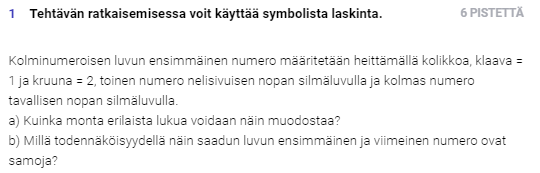 1 Tehtävän ratkaisemisessa voit käyttää symbolista laskinta. 6 PISTETTÄ
Kolminumeroisen luvun ensimmäinen numero määritetään heittämällä kolikkoa, klaava =
1 ja kruuna = 2, toinen numero nelisivuisen nopan silmäluvulla ja kolmas numero
tavallisen nopan silmäluvulla.
a) Kuinka monta erilaista lukua voidaan näin muodostaa?
b) Millä todennäköisyydellä näin saadun luvun ensimmäinen ja viimeinen numero ovat
samoja?